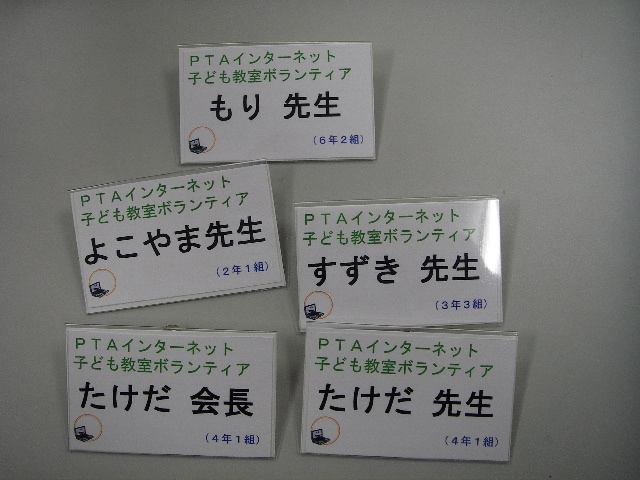 PTAインターネット
子ども教室ボランティア
もり 先生
(6年2組)
PTAインターネット
子ども教室ボランティア
よこやま先生
(2年1組)
PTAインターネット
子ども教室ボランティア
すずき 先生
(3年3組)
PTAインターネット
子ども教室ボランティア
たけだ 会長
(4年1組)
PTAインターネット
子ども教室ボランティア
たけだ 先生
(4年1組)